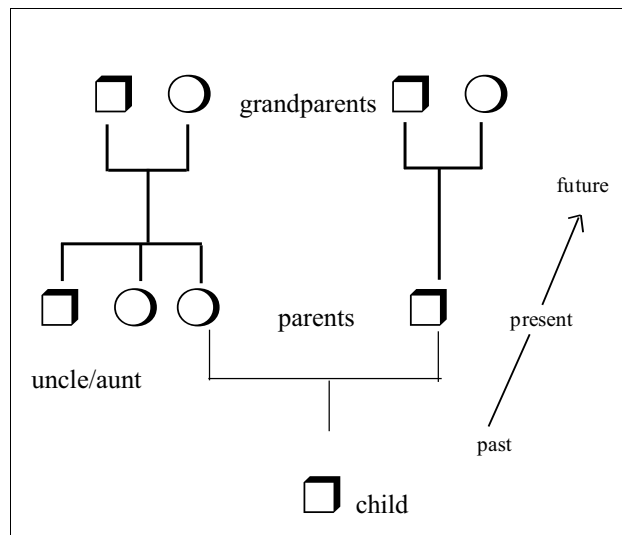 grandparents
future
parents
present
uncle/aunt
past
child